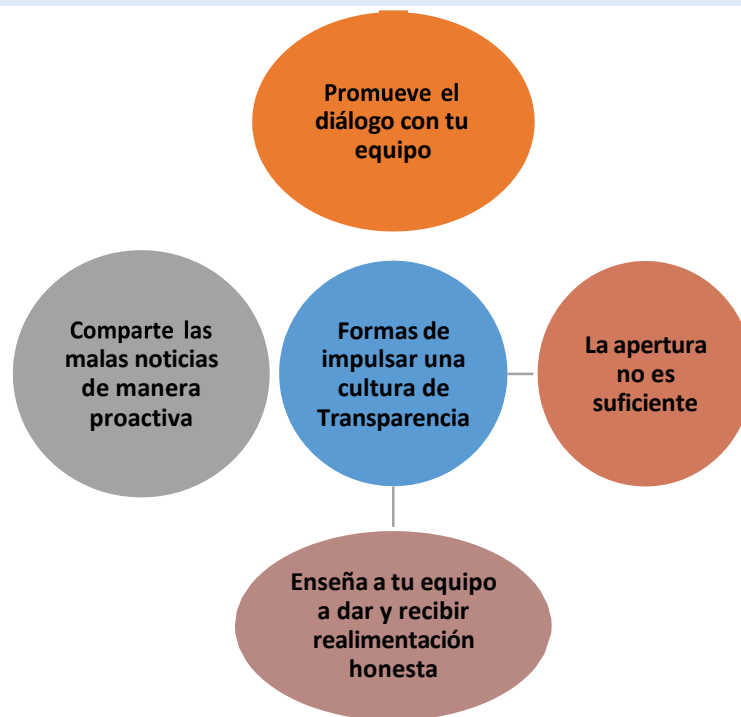 Promueve el
diálogo con tu
equipo
Comparte las
malas noticias
de manera
proactiva
Formas de
impulsar una
cultura de
Transparencia
La apertura
no es
suficiente
Enseña a tu equipo
a dar y recibir
realimentación
honesta